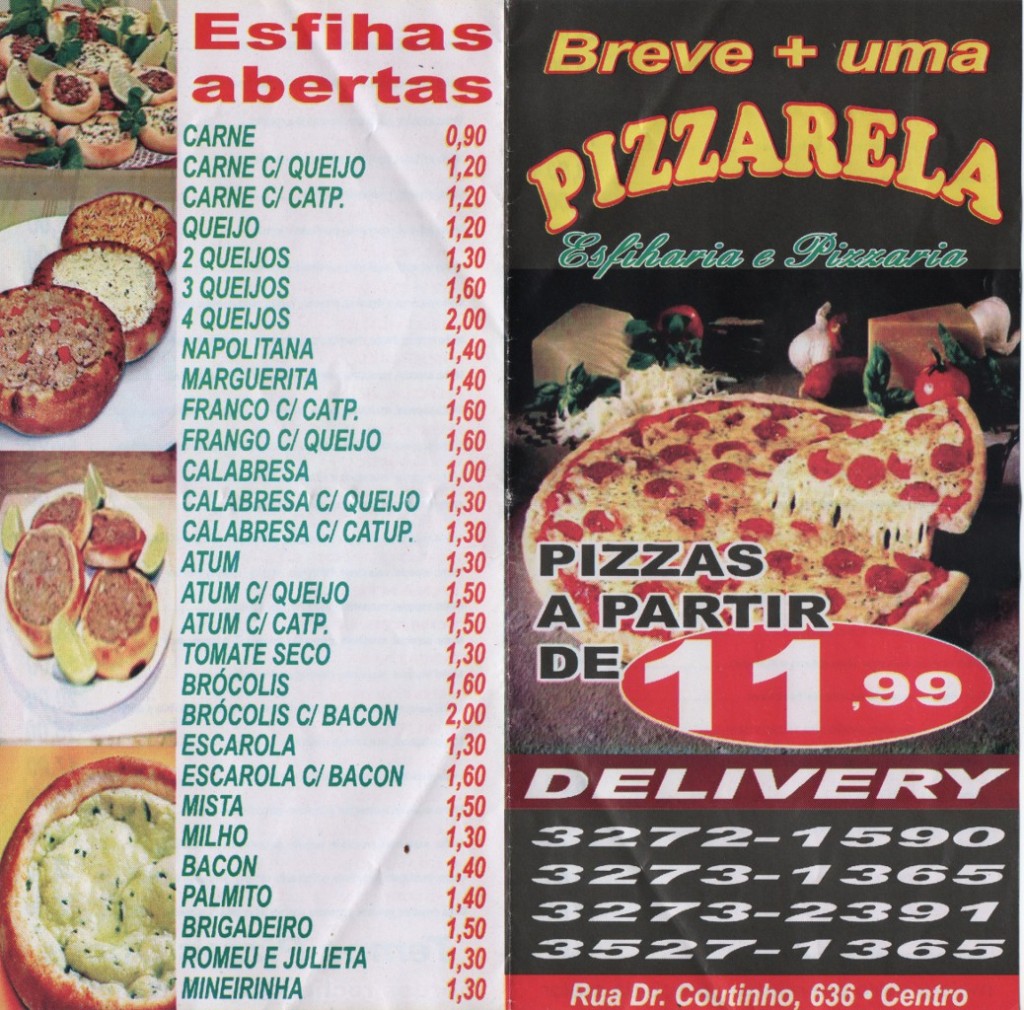 Esfihas
abertas
CARNE 0,90
CARNE C/ QUEIJO 1,20
CARNE C/ CATP. 1,20
QUEIJO 1,20
2 QUEIJOS 1,30
3 QUEIJOS 1,60
4 QUEIJOS 2,00
NAPOLITANA 1,40
MARGUERITA 1,40
FRANCO C/ CATP. 1,60
FRANGO C/ QUEIJO 1,60
CALABRESA 1,00
CALABRESA C/ QUEIJO 1,30
CALABRESA C/ CATUP. 1,30
ATUM 1,30
ATUM C/ QUEIJO 1,50
ATUM C/ CATP. 1,50
TOMATE SECO 1,30
BRÓCOLIS 1,60
BRÓCOLIS C/ BACON 2,00
ESCAROLA 1,30
ESCAROLA C/ BACON 1,60
MISTA 1,50
MILHO 1,30
BACON 1,40
PALMITO 1,40
BRIGADEIRO 1,50
ROMEU E JULIETA 1,30
MINEIRINHA 1,30
Breve + uma
PIZZARELA
Esfiharia e Pizzaria
PIZZAS
A PARTIR
DE 11,99
DELIVERY
3272-1590
3273-1365
3273-2391
3527-1365
Rua Dr. Coutinho, 636 • Centro